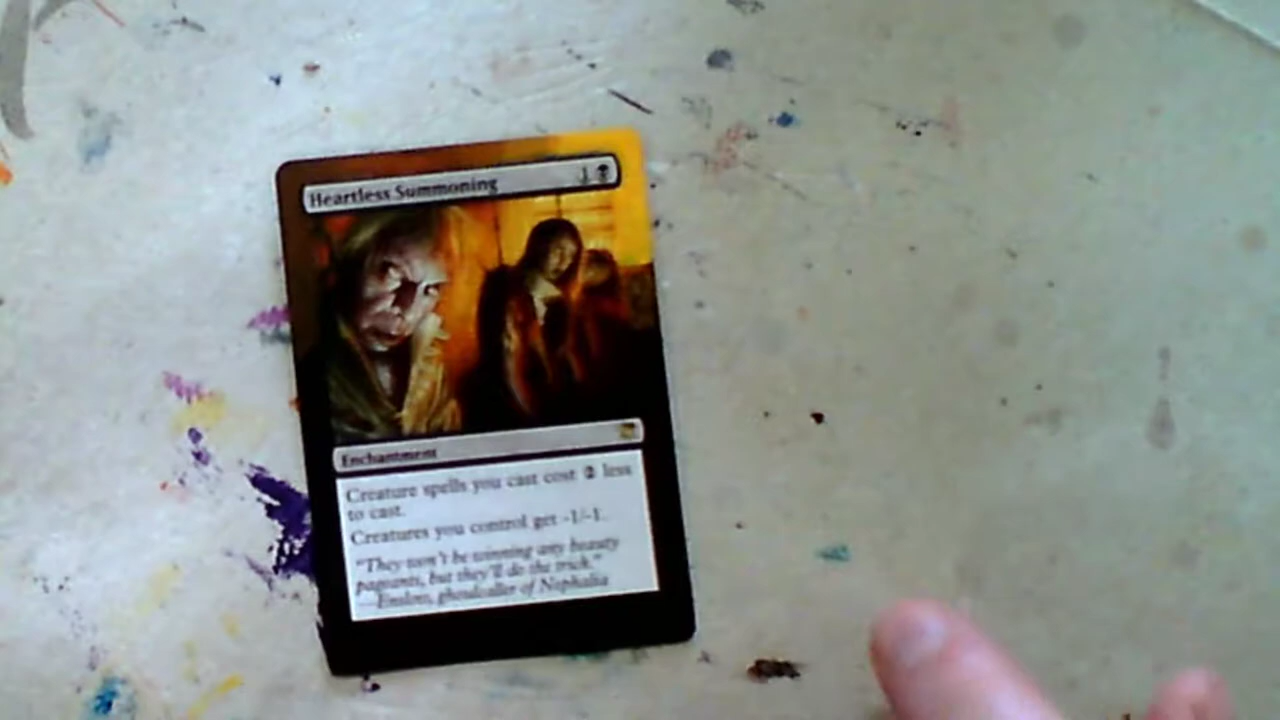 Heartless Summoning 1
Enchantment
Creature spells you cast cost 2 less
to cast.
Creatures you control get -1/-1.
"They won't be winning any beauty
pageants, but they'll do the trick."
—Enslow, ghoulcaller of Nephalia